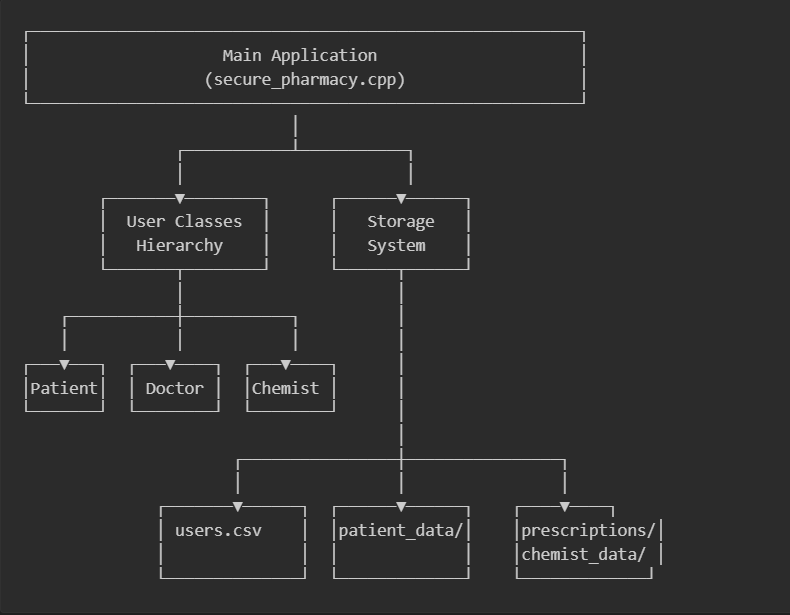 Main Application
(secure_pharmacy.cpp)
User Classes
Hierarchy
Storage
System
Patient
Doctor
Chemist
users.csv
patient_data/
prescriptions/
chemist_data/